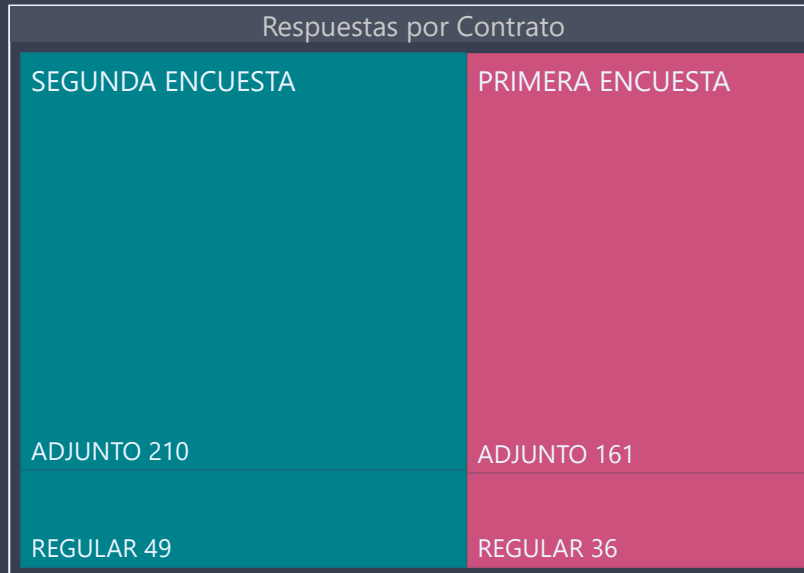 Respuestas por Contrato
SEGUNDA ENCUESTA
ADJUNTO 210
REGULAR 49
PRIMERA ENCUESTA
ADJUNTO 161
REGULAR 36